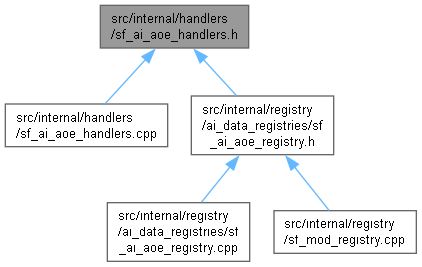 src/internal/handlers
/sf_ai_aoe_handlers.h
src/internal/handlers
/sf_ai_aoe_handlers.cpp
src/internal/registry
/ai_data_registries/sf
_ai_aoe_registry.h
src/internal/registry
/ai_data_registries/sf
_ai_aoe_registry.cpp
src/internal/registry
/sf_mod_registry.cpp